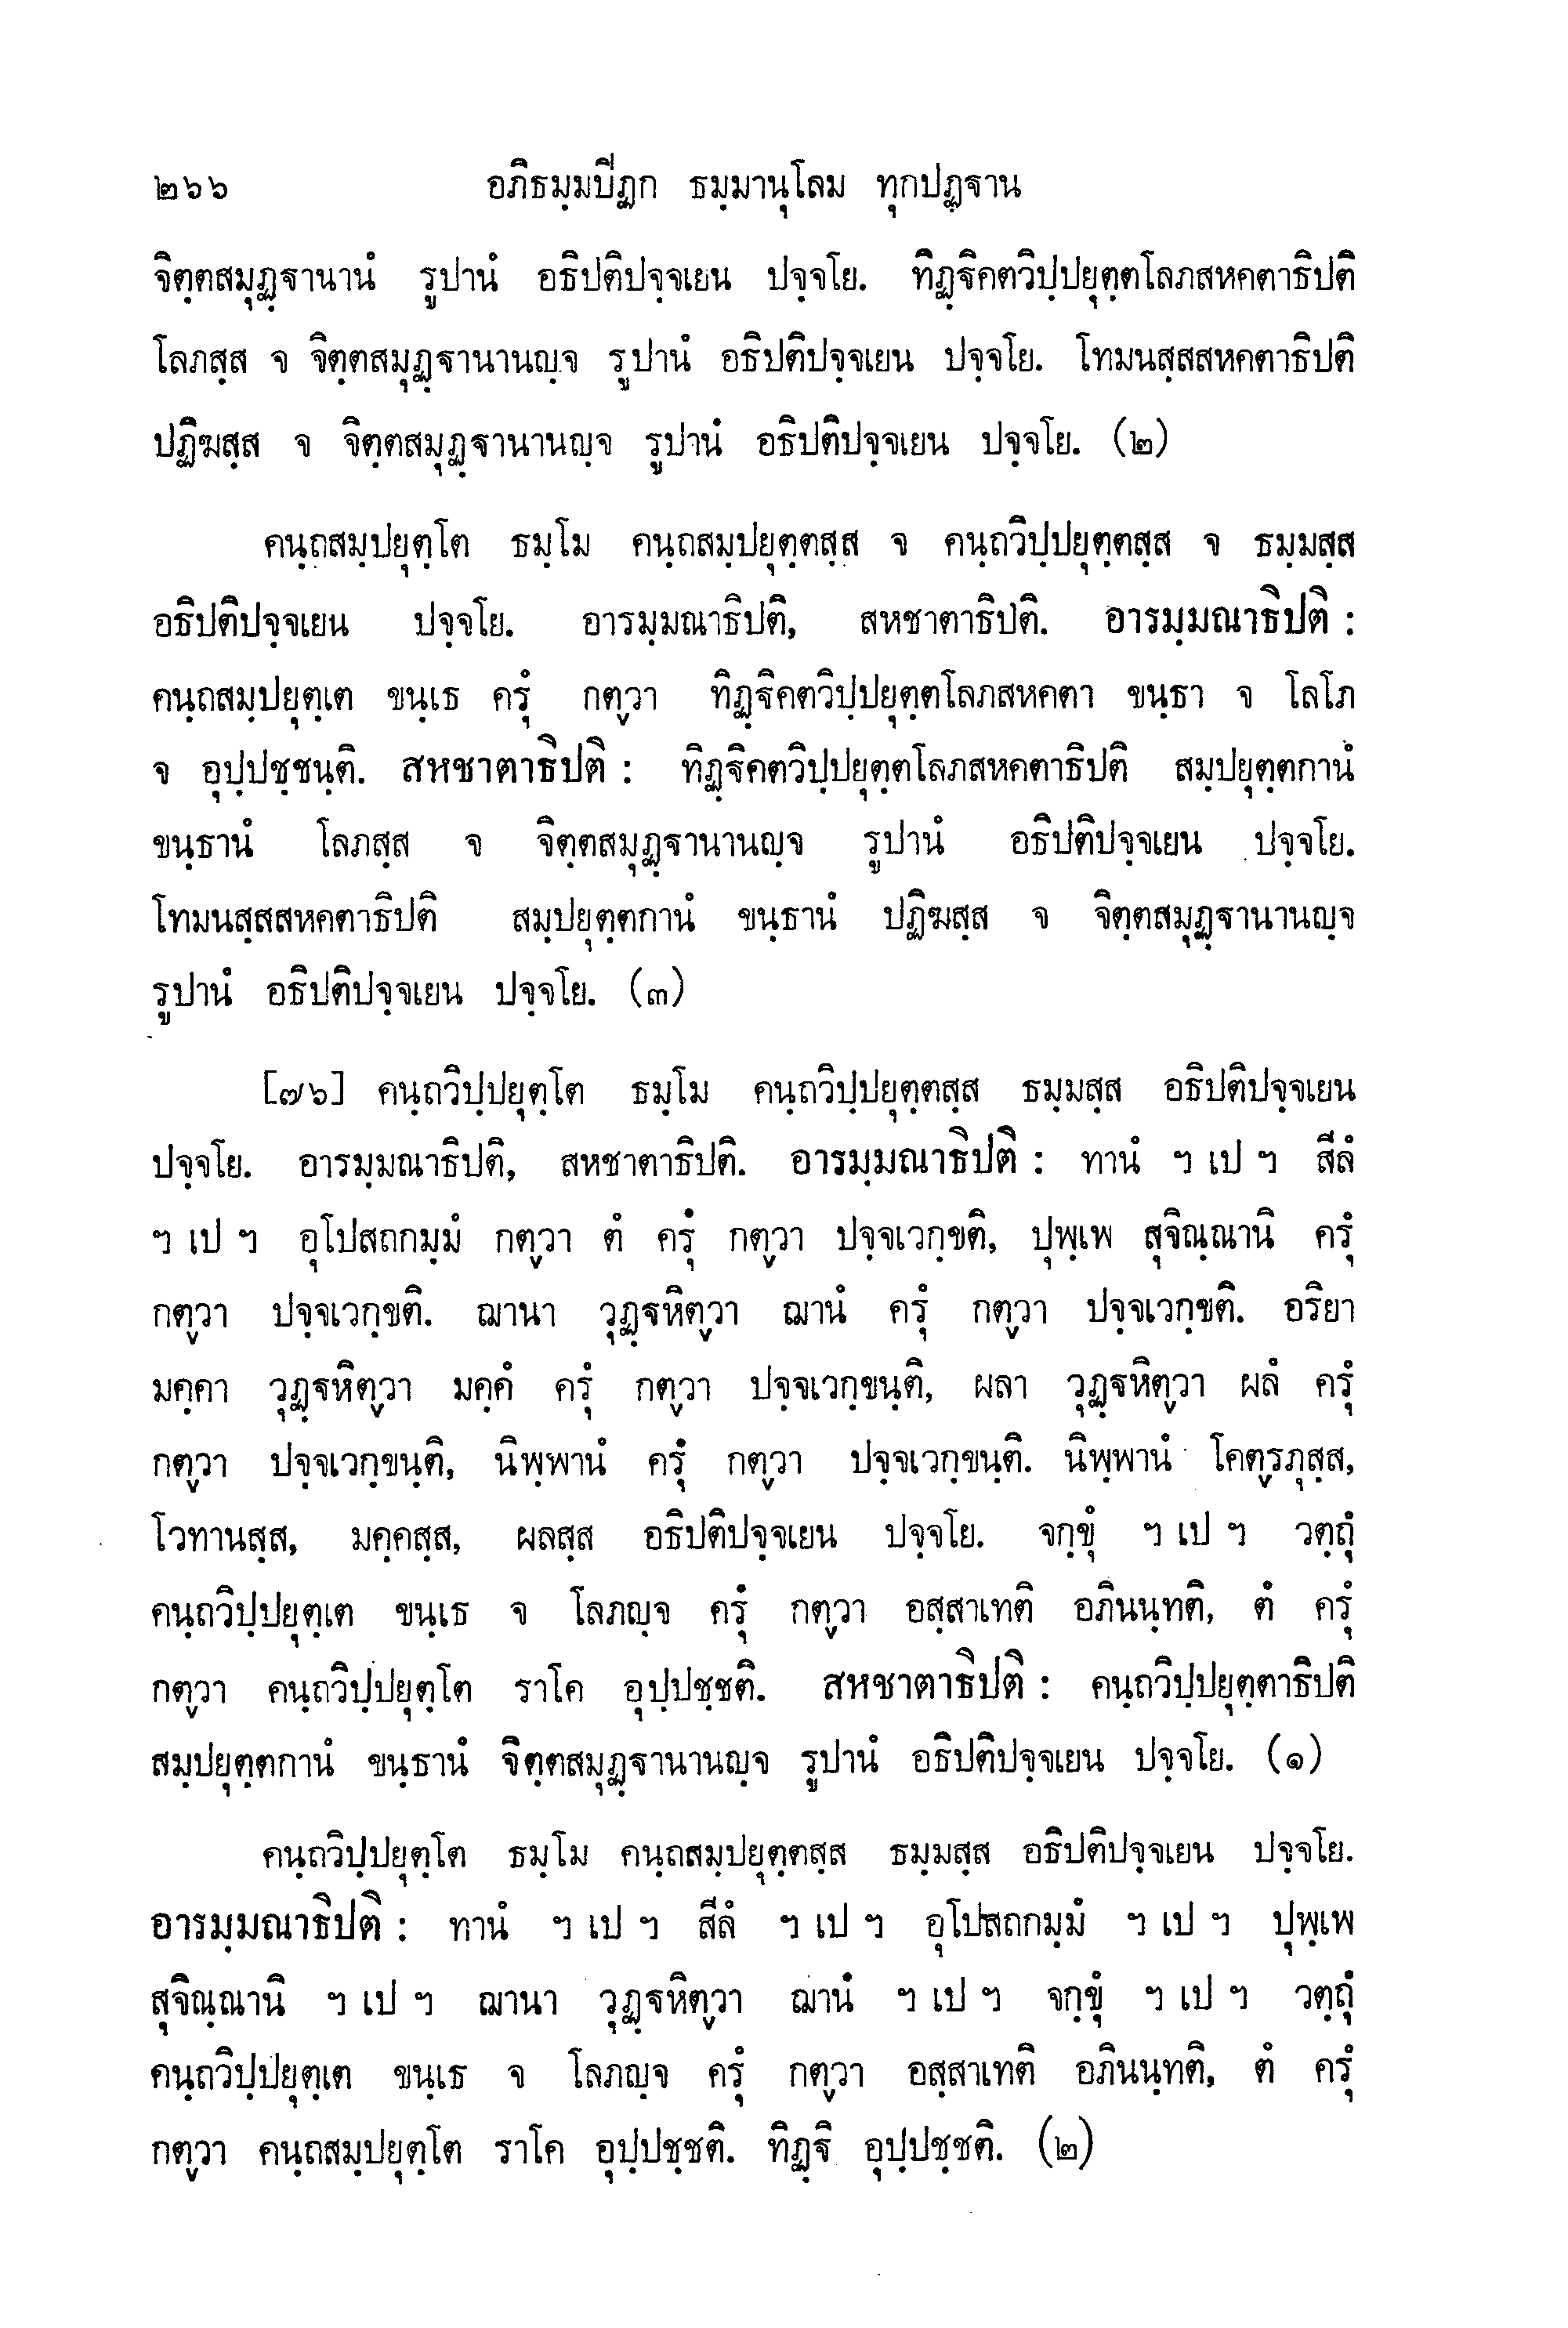 ๒๖๖ อภิธมฺมปิฏก ธมฺมานุโลม ทุกปฏฺฐาน
จิตฺตสมุฏฺฐานานํ รูปานํ อธิปติปจฺจเยน ปจฺจโย. ทิฏฺฐิคตวิปฺปยุตฺตโลภสหคตาธิปติ
โลภสฺส จ จิตฺตสมุฏฺฐานานญฺจ รูปานํ อธิปติปจฺจเยน ปจฺจโย. โทมนสฺสสหคตาธิปติ
ปฏิฆสฺส จ จิตฺตสมุฏฺฐานานญฺจ รูปานํ อธิปติปจฺจเยน ปจฺจโย. (๒)
คนฺถสมฺปยุตฺโต ธมฺโม คนฺถสมฺปยุตฺตสฺส จ คนฺถวิปฺปยุตฺตสฺส จ ธมฺมสฺส
อธิปติปจฺจเยน ปจฺจโย. อารมฺมณาธิปติ, สหชาตาธิปติ. อารมฺมณาธิปติ :
คนฺถสมฺปยุตฺเต ขนฺเธ ครุํ กตฺวา ทิฏฺฐิคตวิปฺปยุตฺตโลภสหคตา ขนฺธา จ โลโภ
จ อุปฺปชฺชนฺติ. สหชาตาธิปติ : ทิฏฺฐิคตวิปฺปยุตฺตโลภสหคตาธิปติ สมฺปยุตฺตกานํ
ขนฺธานํ โลภสฺส จ จิตฺตสมุฏฺฐานานญฺจ รูปานํ อธิปติปจฺจเยน ปจฺจโย.
โทมนสฺสสหคตาธิปติ สมฺปยุตฺตกานํ ขนฺธานํ ปฏิฆสฺส จ จิตฺตสมุฏฺฐานานญฺจ
รูปานํ อธิปติปจฺจเยน ปจฺจโย. (๓)
[๗๖] คนฺถวิปฺปยุตฺโต ธมฺโม คนฺถวิปฺปยุตฺตสฺส ธมฺมสฺส อธิปติปจฺจเยน
ปจฺจโย. อารมฺมณาธิปติ, สหชาตาธิปติ. อารมฺมณาธิปติ : ทานํ ฯ เป ฯ สีลํ
ฯ เป ฯ อุโปสถกมฺมํ กตฺวา ตํ ครุํ กตฺวา ปจฺจเวกฺขติ, ปุพฺเพ สุจิณฺณานิ ครุํ
กตฺวา ปจฺจเวกฺขติ. ฌานา วุฏฺฐหิตฺวา ฌานํ ครุํ กตฺวา ปจฺจเวกฺขติ. อริยา
มคฺคา วุฏฺฐหิตฺวา มคฺคํ ครุํ กตฺวา ปจฺจเวกฺขนฺติ, ผลา วุฏฺฐหิตฺวา ผลํ ครุํ
กตฺวา ปจฺจเวกฺขนฺติ, นิพฺพานํ ครุํ กตฺวา ปจฺจเวกฺขนฺติ. นิพฺพานํ โคตฺรภุสฺส,
โวทานสฺส, มคฺคสฺส, ผลสฺส อธิปติปจฺจเยน ปจฺจโย. จกฺขุํ ฯ เป ฯ วตฺถุํ
คนฺถวิปฺปยุตฺเต ขนฺเธ จ โลภญฺจ ครุํ กตฺวา อสฺสาเทติ อภินนฺทติ, ตํ ครุํ
กตฺวา คนฺถวิปฺปยุตฺโต ราโค อุปฺปชฺชติ. สหชาตาธิปติ : คนฺถวิปฺปยุตฺตาธิปติ
สมฺปยุตฺตกานํ ขนฺธานํ จิตฺตสมุฏฺฐานานญฺจ รูปานํ อธิปติปจฺจเยน ปจฺจโย. (๑)
คนฺถวิปฺปยุตฺโต ธมฺโม คนฺถสมฺปยุตฺตสฺส ธมฺมสฺส อธิปติปจฺจเยน ปจฺจโย.
อารมฺมณาธิปติ : ทานํ ฯ เป ฯ สีลํ ฯ เป ฯ อุโปสถกมฺมํ ฯ เป ฯ ปุพฺเพ
สุจิณฺณานิ ฯ เป ฯ ฌานา วุฏฺฐหิตฺวา ฌานํ ฯ เป ฯ จกฺขุํ ฯ เป ฯ วตฺถุํ
คนฺถวิปฺปยุตฺเต ขนฺเธ จ โลภญฺจ ครุํ กตฺวา อสฺสาเทติ อภินนฺทติ, ตํ ครุํ
กตฺวา คนฺถสมฺปยุตฺโต ราโค อุปฺปชฺชติ. ทิฏฺฐิ อุปฺปชฺชติ. (๒)